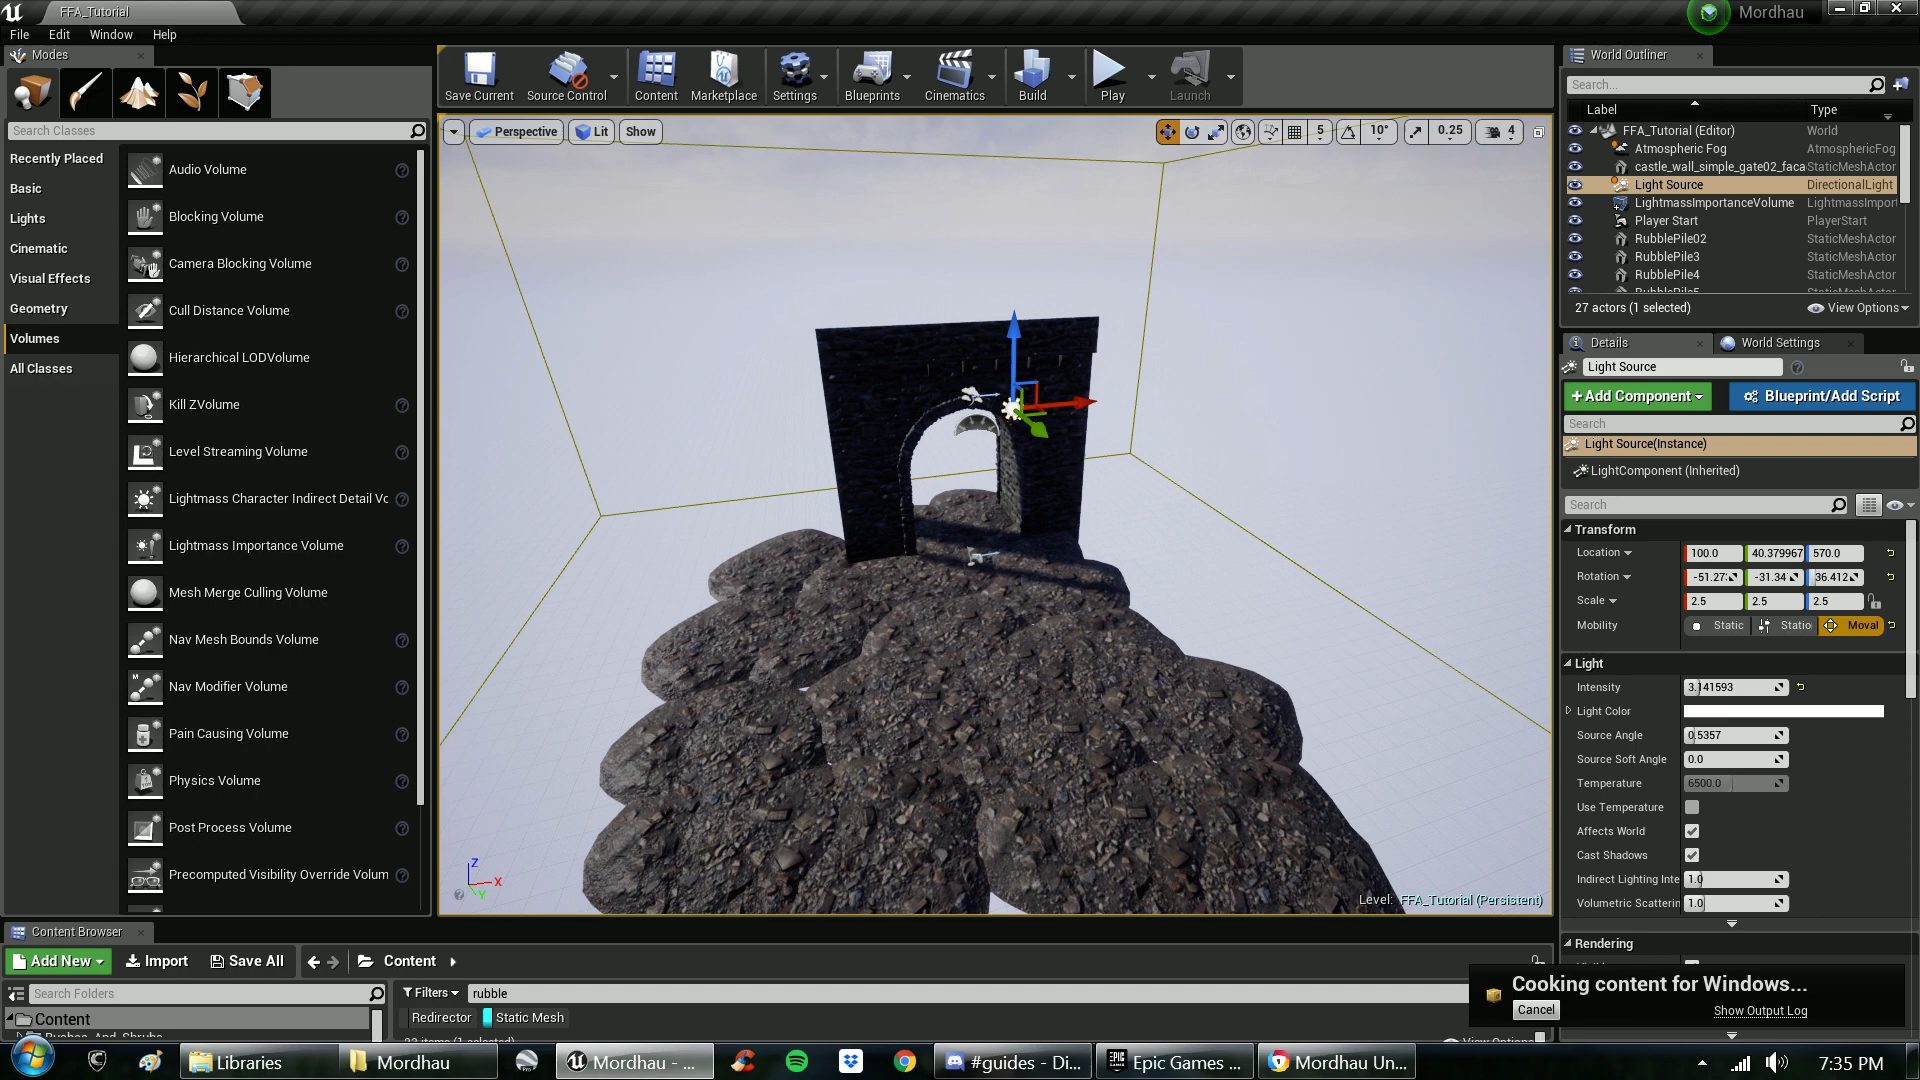 FFA_Tutorial
Mordhau
File Edit Window Help
Modes
Search Classes
Recently Placed
Basic
Lights
Cinematic
Visual Effects
Geometry
Volumes
All Classes
Audio Volume
Blocking Volume
Camera Blocking Volume
Cull Distance Volume
Hierarchical LODVolume
Kill ZVolume
Level Streaming Volume
Lightmass Character Indirect Detail Vc
Lightmass Importance Volume
Mesh Merge Culling Volume
Nav Mesh Bounds Volume
Nav Modifier Volume
Pain Causing Volume
Physics Volume
Post Process Volume
Precomputed Visibility Override Volum
Save Current Source Control Content Marketplace Settings Blueprints Cinematics Build Play Launch
Perspective Lit Show
5 10° 0.25 4
Z
X
Y
Level: FFA_Tutorial (Persistent)
World Outliner
Search...
Label Type
FFA_Tutorial (Editor) World
Atmospheric Fog AtmosphericFog
castle_wall_simple_gate02_faca StaticMeshActor
Light Source DirectionalLight
LightmassImportanceVolume LightmassImport
Player Start PlayerStart
RubblePile02 StaticMeshActor
RubblePile3 StaticMeshActor
RubblePile4 StaticMeshActor
RubblePile5 StaticMeshActor
27 actors (1 selected) View Options
Details World Settings
Light Source
+Add Component Blueprint/Add Script
Search
Light Source(Instance)
LightComponent (Inherited)
Search
Transform
Location 100.0 40.379967 570.0
Rotation -51.27 -31.34 36.412
Scale 2.5 2.5 2.5
Mobility Static Statio Moval
Light
Intensity 3.141593
Light Color
Source Angle 0.5357
Source Soft Angle 0.0
Temperature 6500.0
Use Temperature
Affects World
Cast Shadows
Indirect Lighting Inte 1.0
Volumetric Scatterin 1.0
Rendering
Cooking content for Windows...
Cancel Show Output Log
Content Browser
Add New Import Save All Content
Search Folders
Filters rubble
Content
Redirector Static Mesh
View Options
Libraries Mordhau Mordhau - ... #guides - Di... Epic Games ... Mordhau Un... 7:35 PM